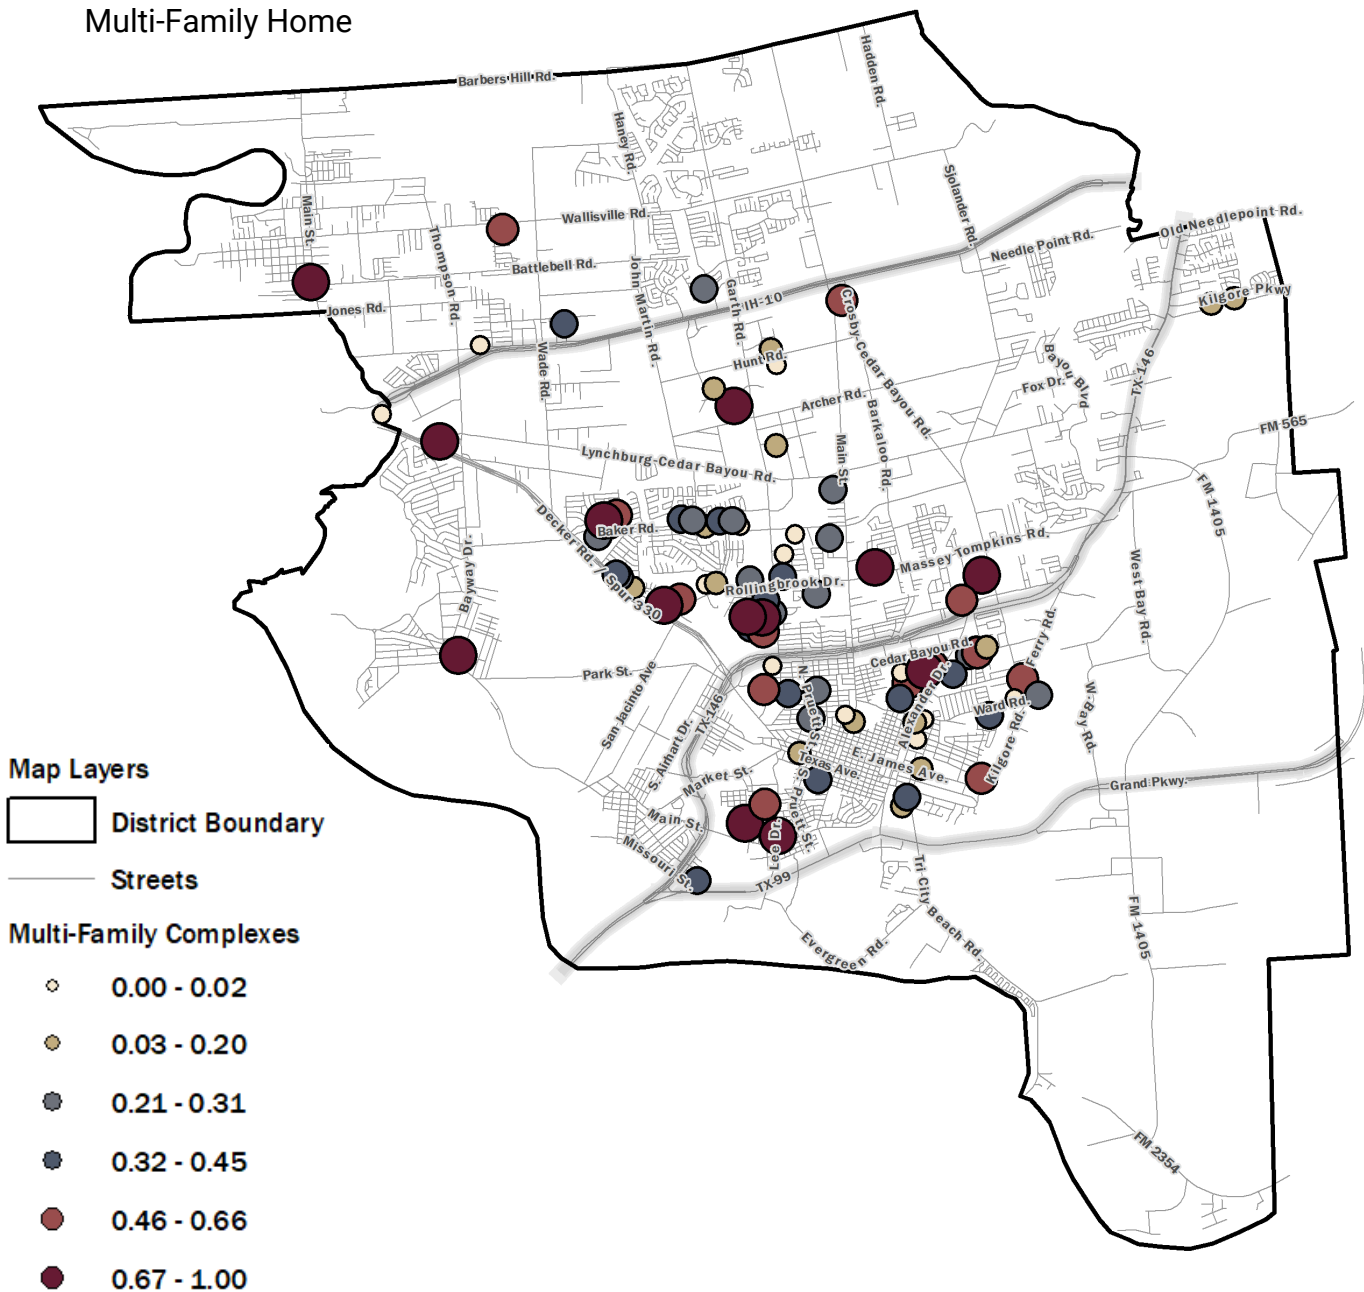 Multi-Family Home
Barbers Hill Rd.
Hadden Rd.
Haney Rd.
Main St.
Wallisville Rd.
Sjolander Rd.
Old Needlepoint Rd.
Thompson Rd.
Needle Point Rd.
Battlebell Rd.
John Martin Rd.
Garth Rd.
IH-10
Kilgore Pkwy
Jones Rd.
Crosby-Cedar Bayou Rd.
Wade Rd.
Hunt Rd.
Bayou Blvd
TX-146
Fox Dr.
Archer Rd.
Barkaloo Rd.
FM 565
Main St.
Lynchburg-Cedar Bayou Rd.
FM 1405
Decker Rd. / Spur 330
Baker Rd.
Massey Tompkins Rd.
Bayway Dr.
Rollingbrook Dr.
West Bay Rd.
Ferry Rd.
Cedar Bayou Rd.
Park St.
San Jacinto Ave
N. Pruett St.
Alexander Dr.
Ward Rd.
W. Bay Rd.
TX-146
S. Airhart Dr.
Kilgore Rd.
E. James Ave.
Texas Ave.
Market St.
Grand Pkwy.
S. Pruett St.
Main St.
Lee Dr.
Missouri St.
TX-99
Tri City Beach Rd.
Evergreen Rd.
FM 1405
FM 2354
Map Layers
District Boundary
Streets
Multi-Family Complexes
0.00 - 0.02
0.03 - 0.20
0.21 - 0.31
0.32 - 0.45
0.46 - 0.66
0.67 - 1.00